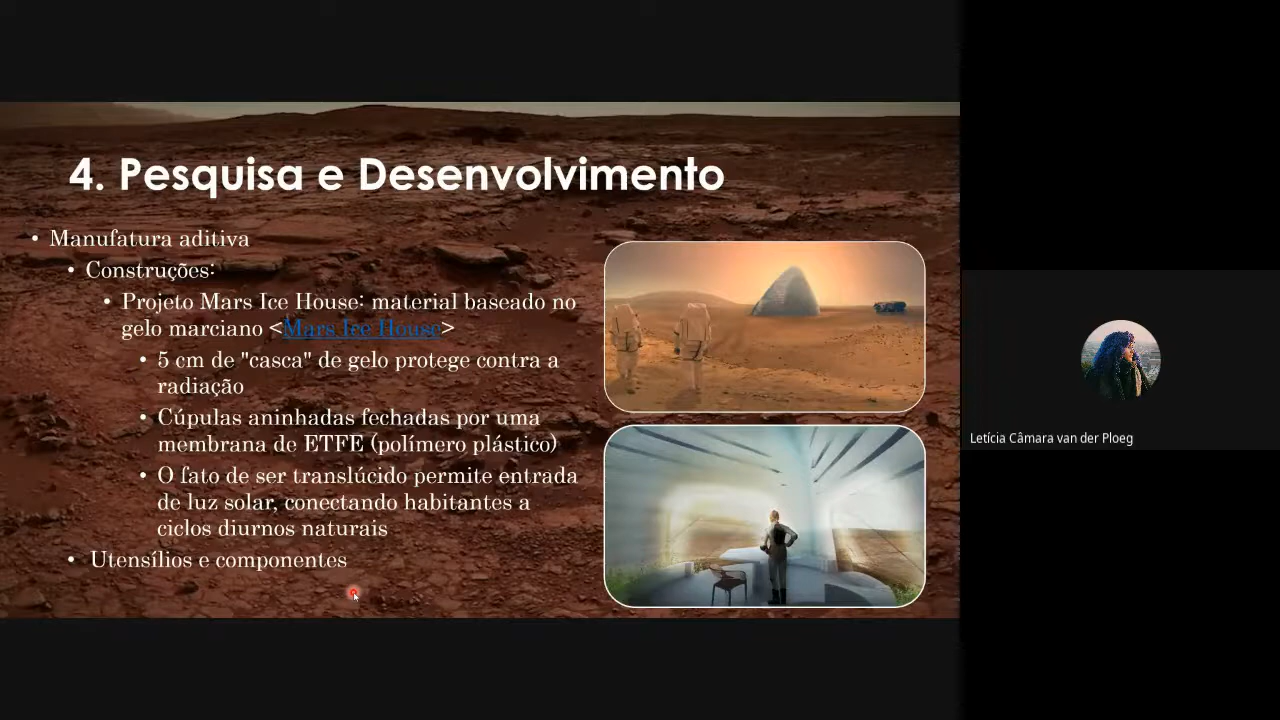 4. Pesquisa e Desenvolvimento
• Manufatura aditiva
• Construções:
• Projeto Mars Ice House: material baseado no
gelo marciano <Mars Ice House>
• 5 cm de "casca" de gelo protege contra a
radiação
• Cúpulas aninhadas fechadas por uma
membrana de ETFE (polímero plástico)
• O fato de ser translúcido permite entrada
de luz solar, conectando habitantes a
ciclos diurnos naturais
• Utensílios e componentes
Letícia Câmara van der Ploeg